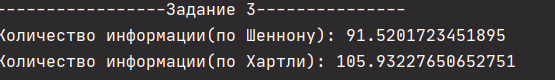 -----------------Задание 3---------------
Количество информации(по Шеннону): 91.5201723451895
Количество информации(по Хартли): 105.93227650652751